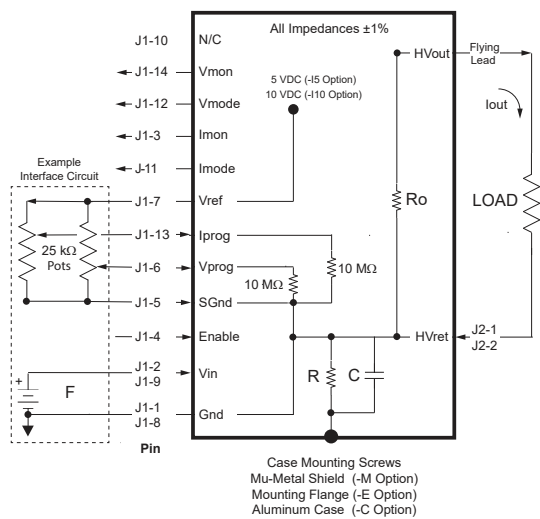 All Impedances ±1%
J1-10 N/C
J1-14 Vmon
J1-12 Vmode
J1-3 Imon
J-11 Imode
J1-7 Vref
J1-13 Iprog
J1-6 Vprog
J1-5 SGnd
J1-4 Enable
J1-2
J1-9
Vin
J1-1
J1-8
Gnd
Pin
5 VDC (-I5 Option)
10 VDC (-I10 Option)
Example
Interface Circuit
25 kΩ
Pots
+
F
10 MΩ
10 MΩ
R
C
Ro
HVout
HVret
Flying
Lead
Iout
LOAD
J2-1
J2-2
Case Mounting Screws
Mu-Metal Shield (-M Option)
Mounting Flange (-E Option)
Aluminum Case (-C Option)